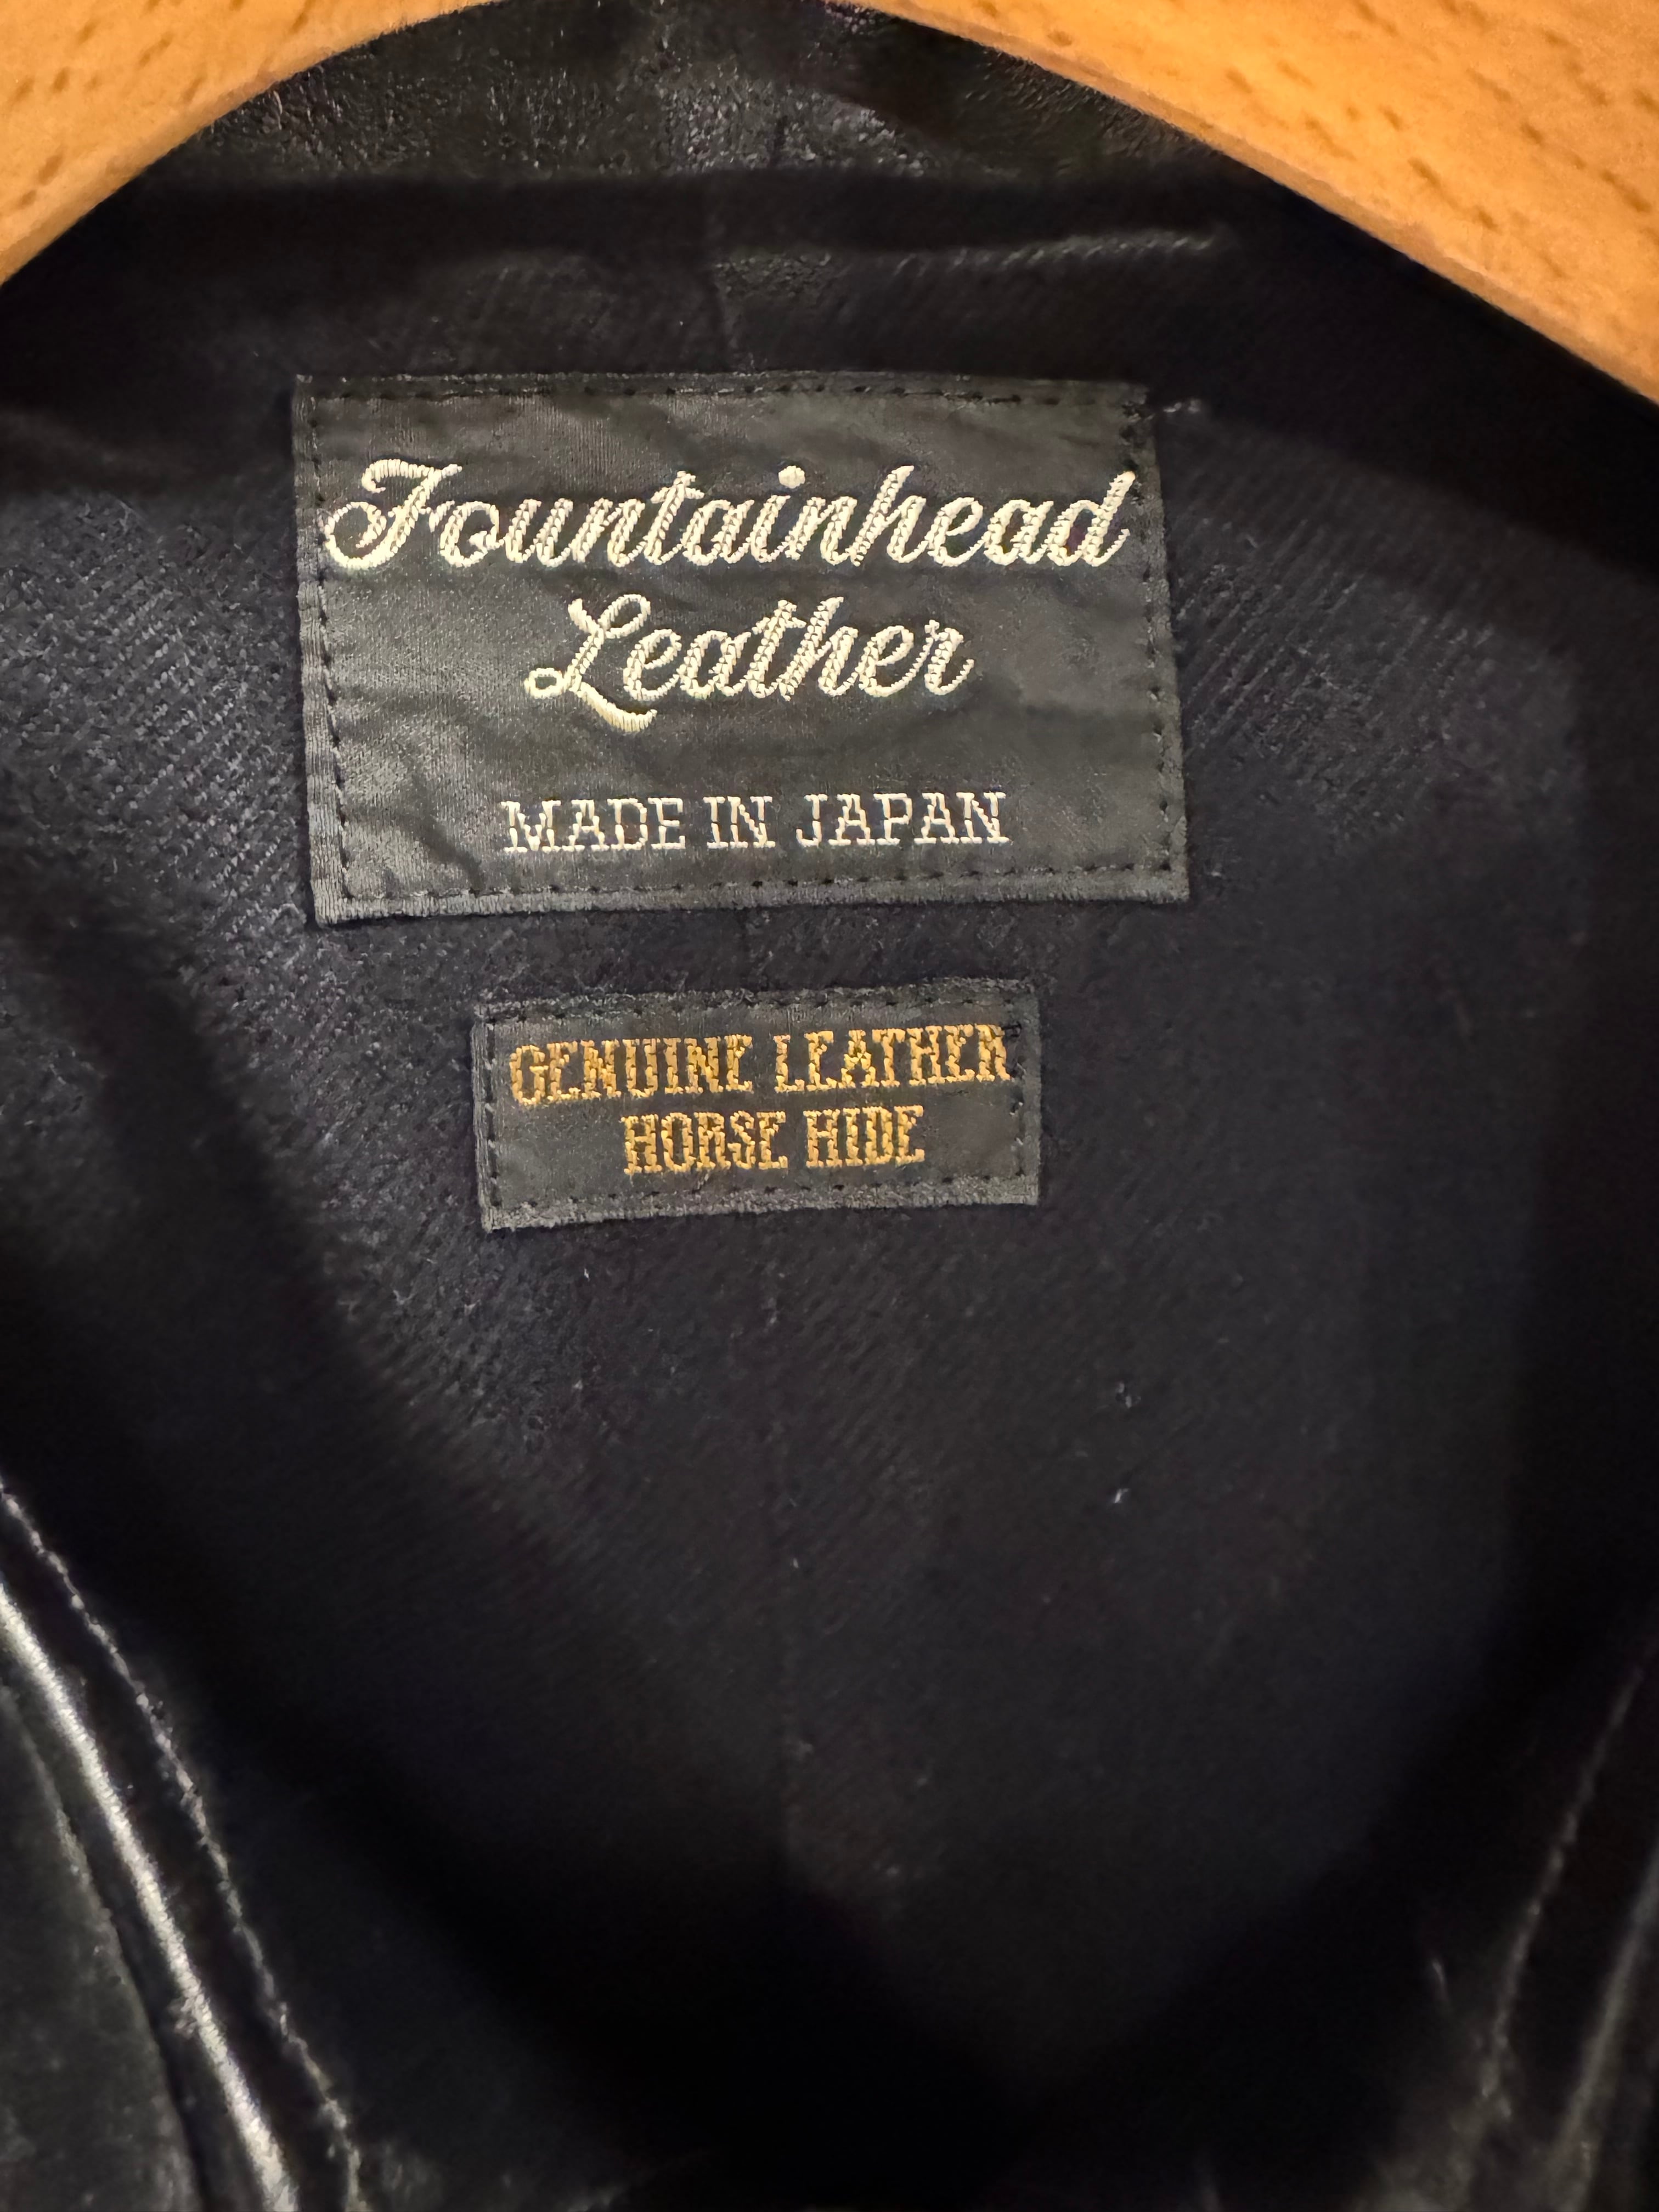 Fountainhead
Leather
MADE IN JAPAN
GENUINE LEATHER
HORSE HIDE